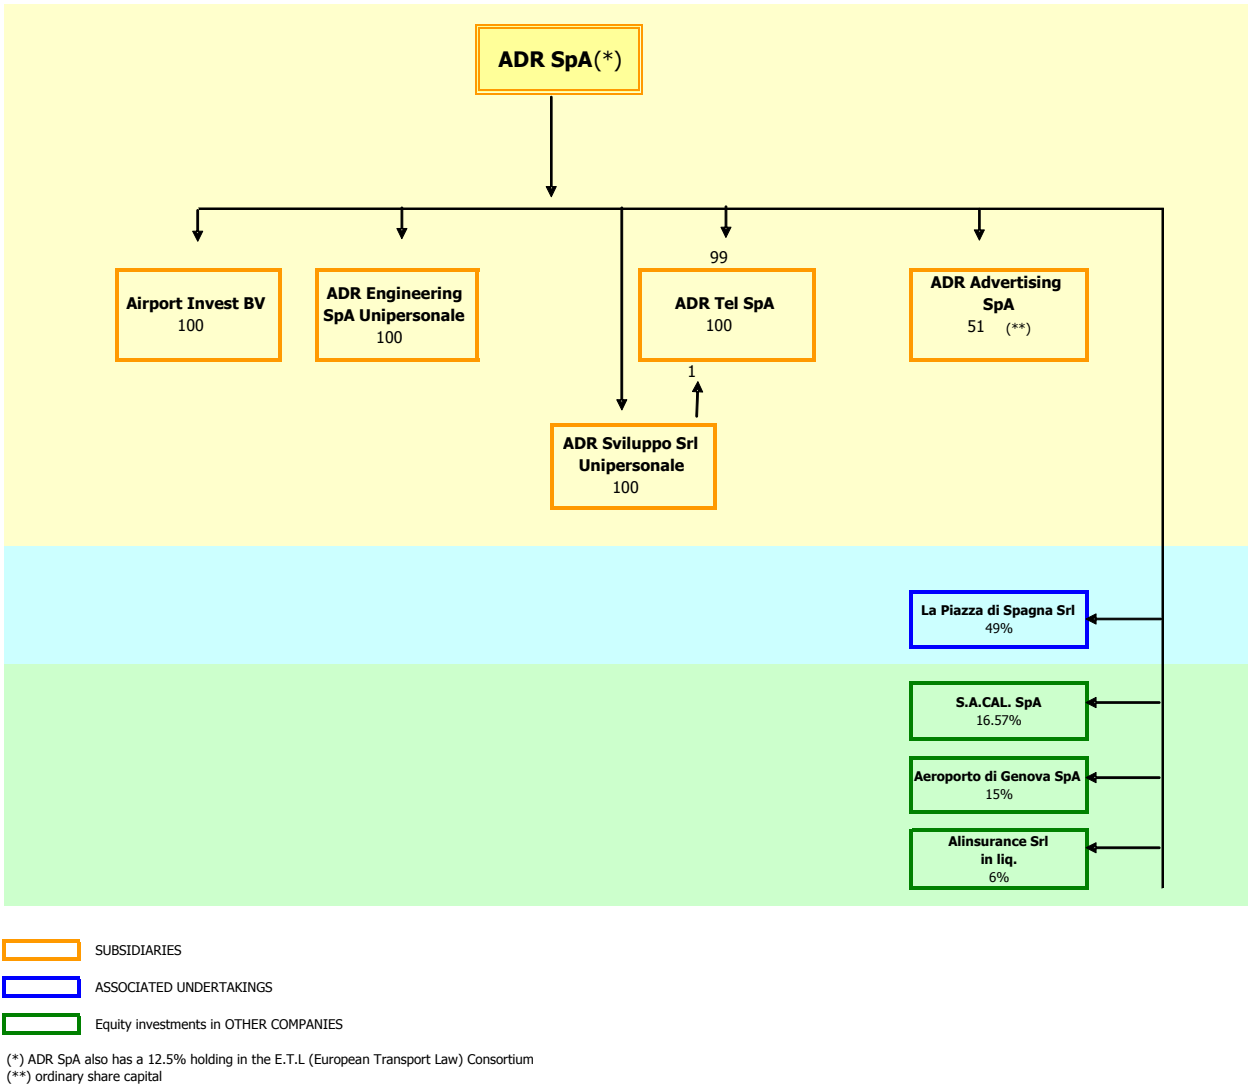 ADR SpA(*)
99
Airport Invest BV
100
ADR Engineering
SpA Unipersonale
100
ADR Tel SpA
100
ADR Advertising
SpA
51 (**)
1
ADR Sviluppo Srl
Unipersonale
100
La Piazza di Spagna Srl
49%
S.A.CAL. SpA
16.57%
Aeroporto di Genova SpA
15%
Alinsurance Srl
in liq.
6%
SUBSIDIARIES
ASSOCIATED UNDERTAKINGS
Equity investments in OTHER COMPANIES
(*) ADR SpA also has a 12.5% holding in the E.T.L (European Transport Law) Consortium
(**) ordinary share capital